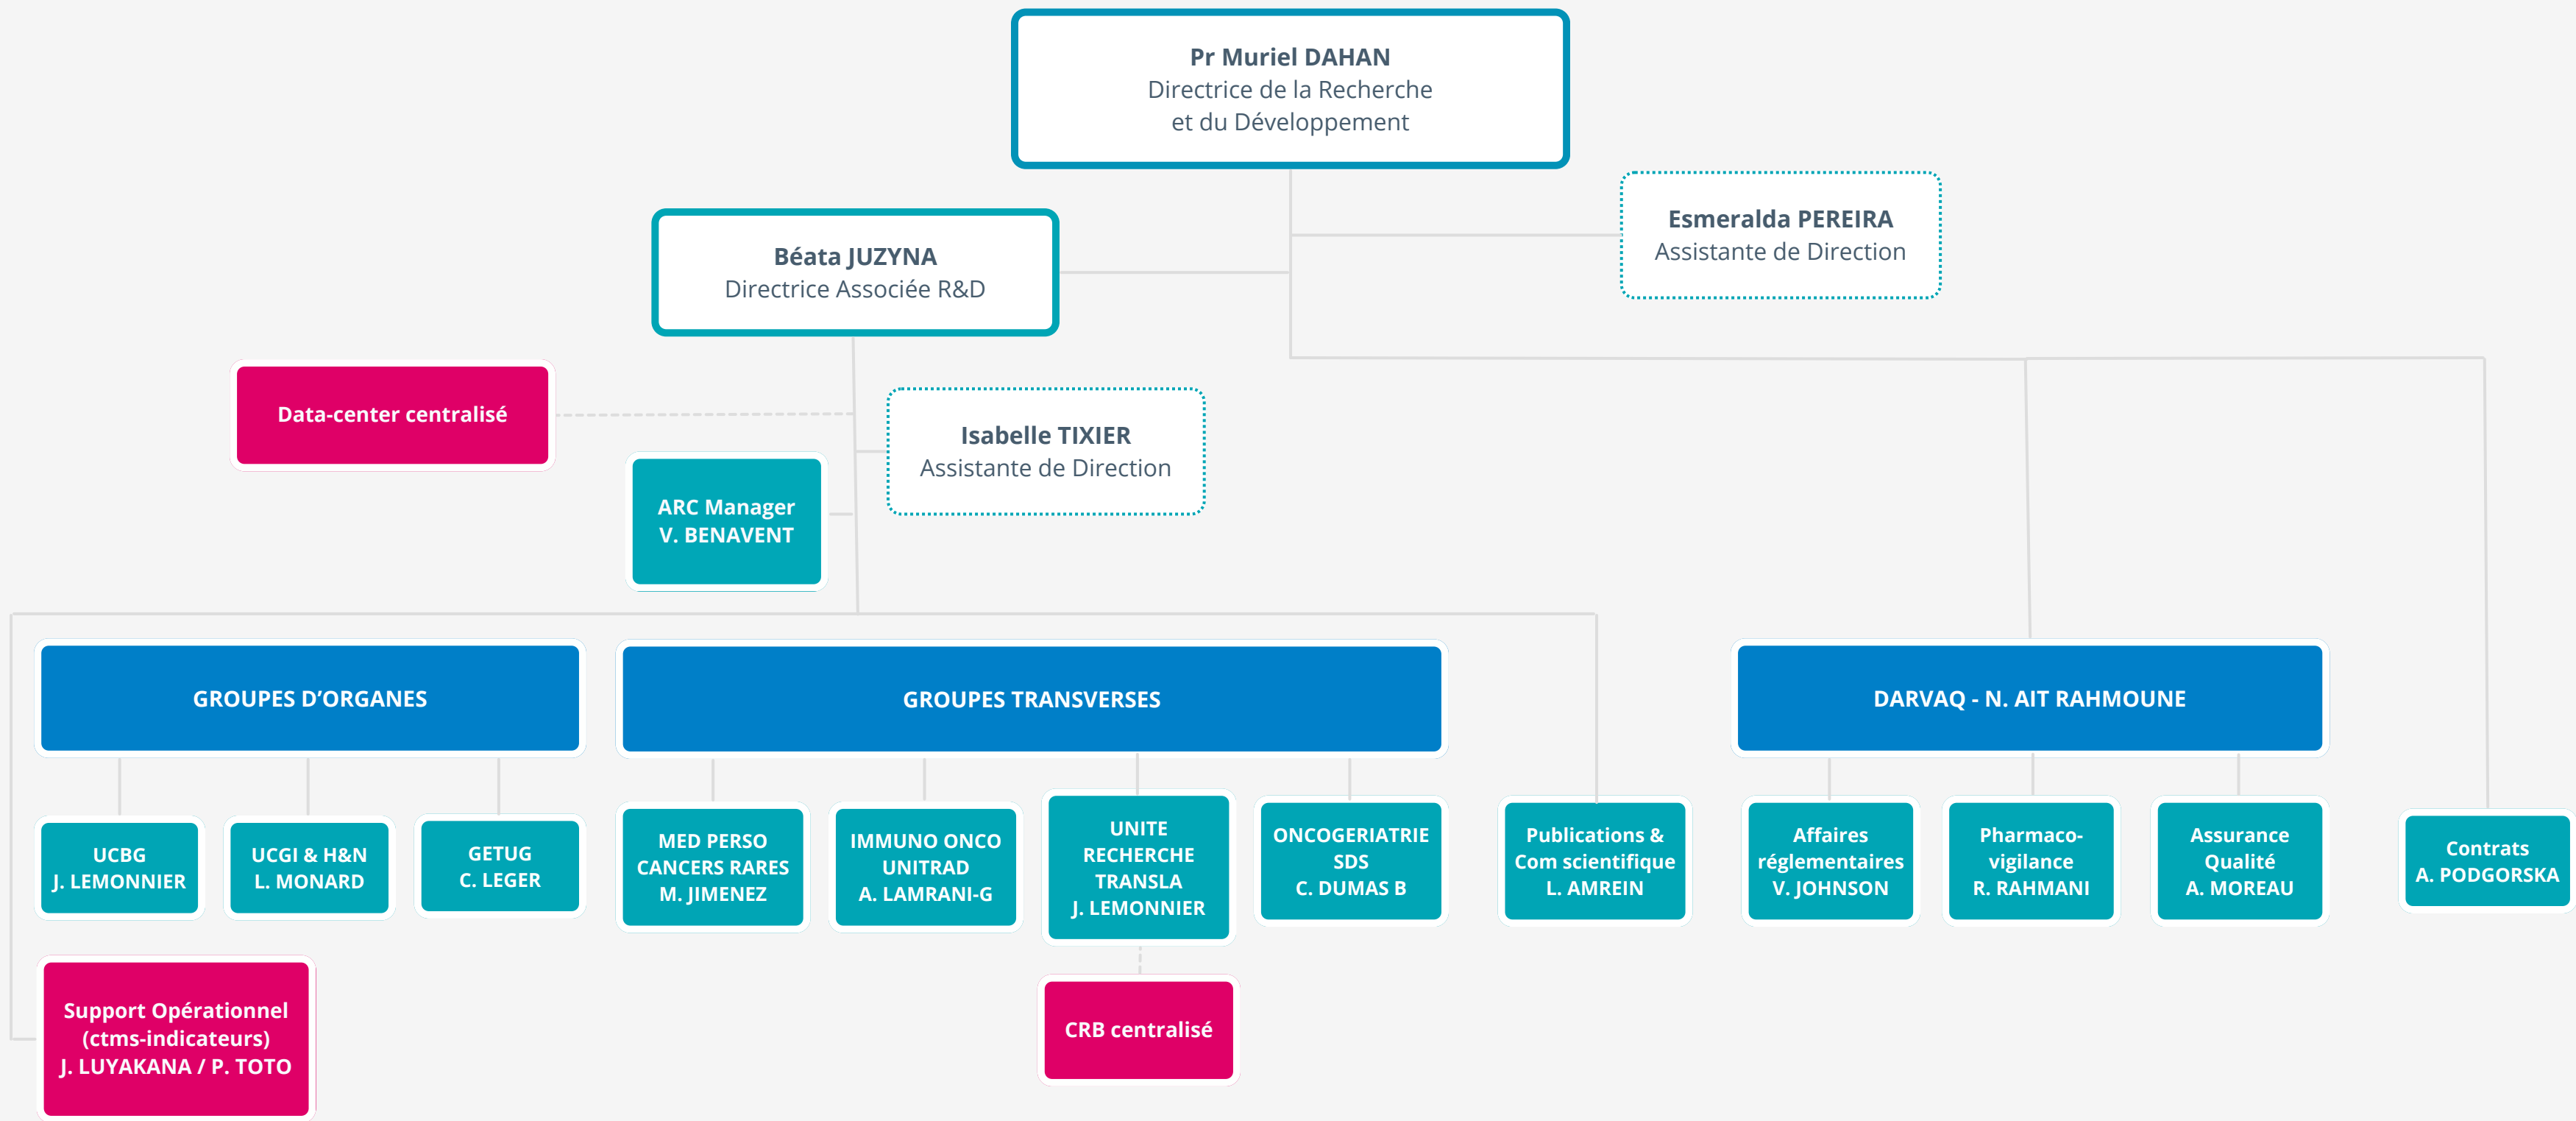 Pr Muriel DAHAN
Directrice de la Recherche
et du Développement
Esmeralda PEREIRA
Assistante de Direction
Béata JUZYNA
Directrice Associée R&D
Data-center centralisé
Isabelle TIXIER
Assistante de Direction
ARC Manager
V. BENAVENT
GROUPES D’ORGANES
GROUPES TRANSVERSES
DARVAQ - N. AIT RAHMOUNE
UCBG
J. LEMONNIER
UCGI & H&N
L. MONARD
GETUG
C. LEGER
MED PERSO
CANCERS RARES
M. JIMENEZ
IMMUNO ONCO
UNITRAD
A. LAMRANI-G
UNITE
RECHERCHE
TRANSLA
J. LEMONNIER
ONCOGERIATRIE
SDS
C. DUMAS B
Publications &
Com scientifique
L. AMREIN
Affaires
réglementaires
V. JOHNSON
Pharmaco-
vigilance
R. RAHMANI
Assurance
Qualité
A. MOREAU
Contrats
A. PODGORSKA
Support Opérationnel
(ctms-indicateurs)
J. LUYAKANA / P. TOTO
CRB centralisé